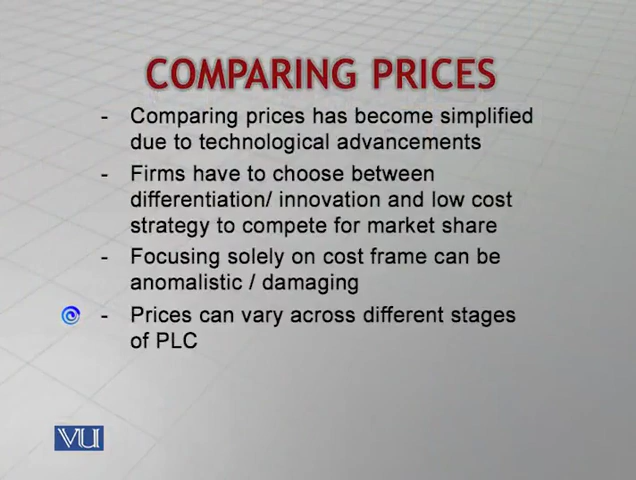 COMPARING PRICES
- Comparing prices has become simplified
due to technological advancements
- Firms have to choose between
differentiation/ innovation and low cost
strategy to compete for market share
- Focusing solely on cost frame can be
anomalistic / damaging
- Prices can vary across different stages
of PLC
VU